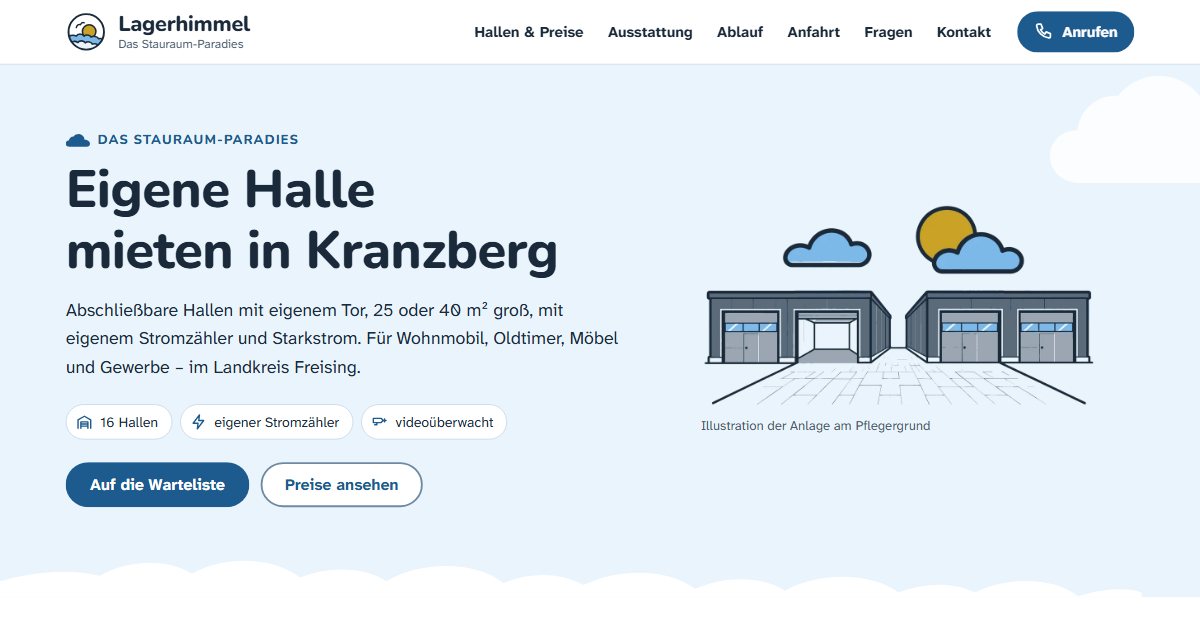 Lagerhimmel
Das Stauraum-Paradies
Hallen & Preise
Ausstattung
Ablauf
Anfahrt
Fragen
Kontakt
Anrufen
DAS STAURAUM-PARADIES
Eigene Halle
mieten in Kranzberg
Abschließbare Hallen mit eigenem Tor, 25 oder 40 m² groß, mit
eigenem Stromzähler und Starkstrom. Für Wohnmobil, Oldtimer, Möbel
und Gewerbe – im Landkreis Freising.
16 Hallen
eigener Stromzähler
videoüberwacht
Auf die Warteliste
Preise ansehen
Illustration der Anlage am Pflegergrund